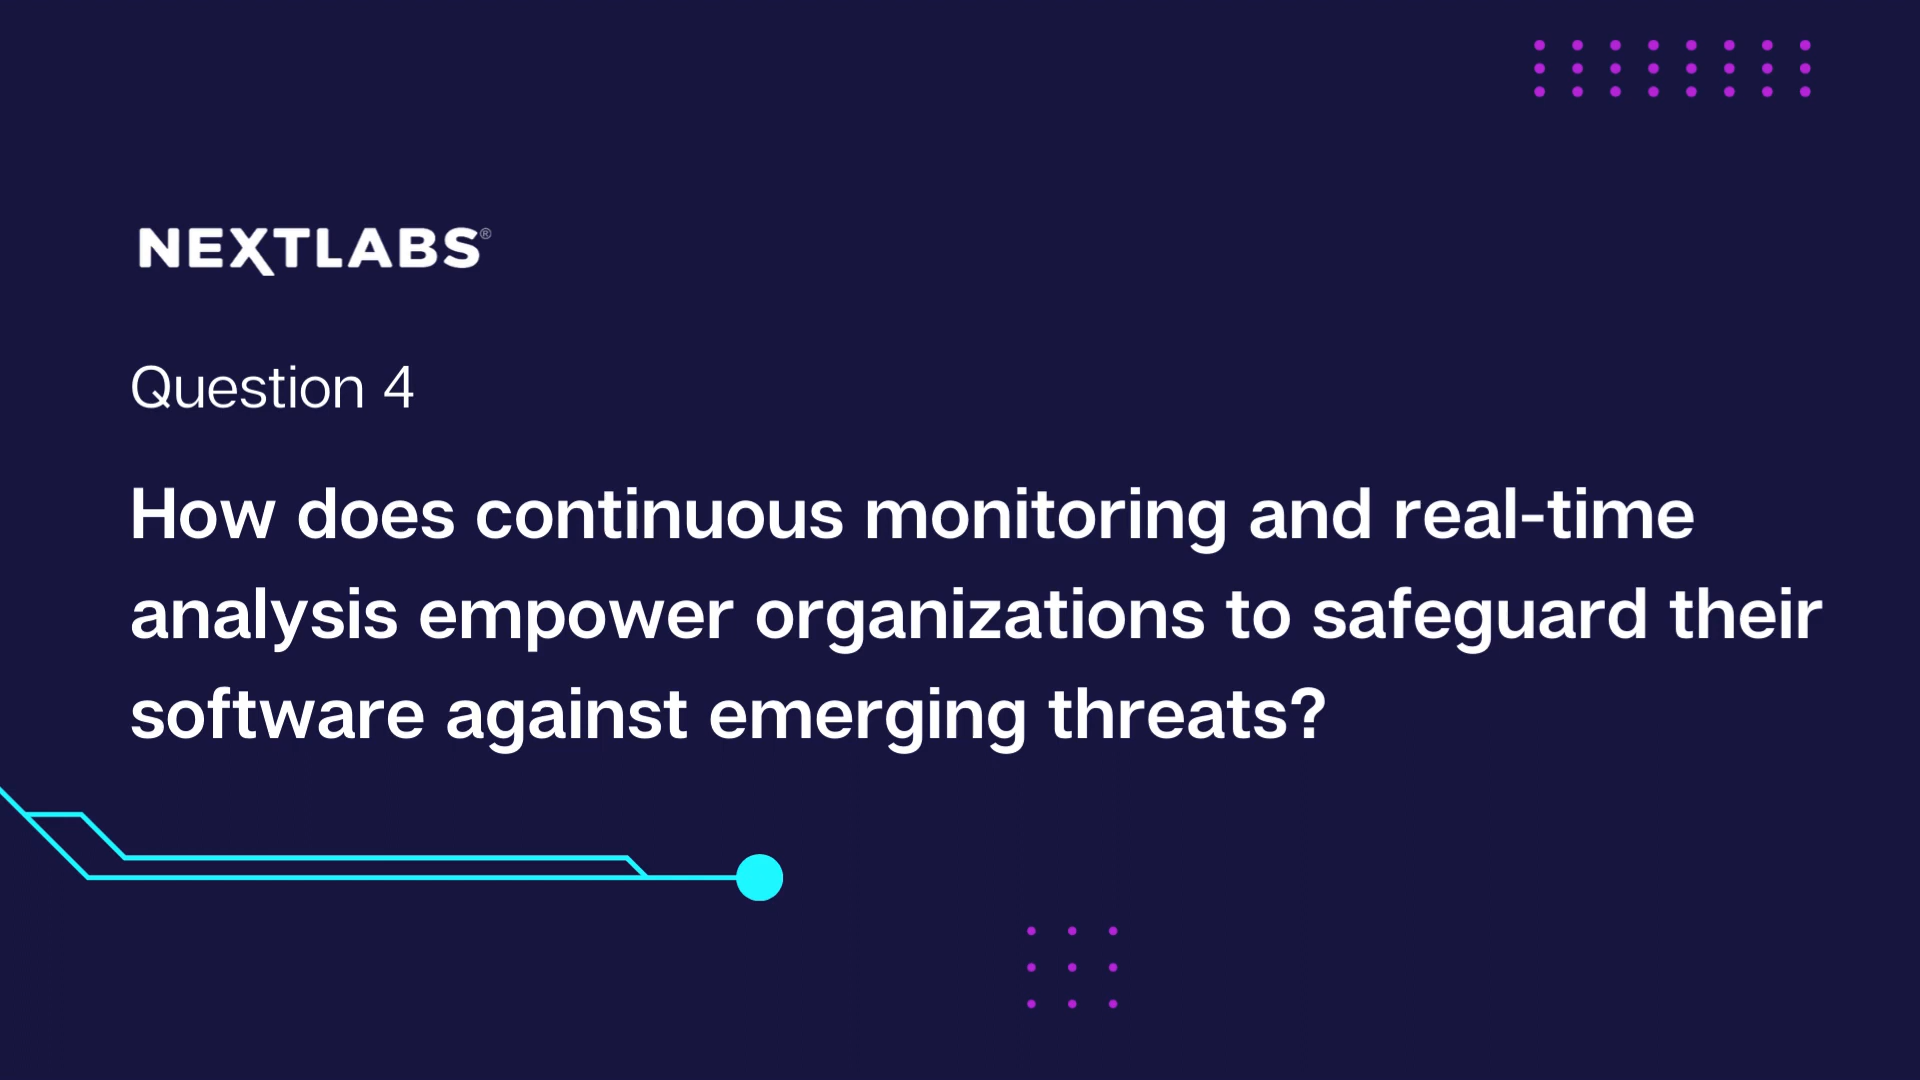 NEXTLABS®
Question 4
How does continuous monitoring and real-time
analysis empower organizations to safeguard their
software against emerging threats?